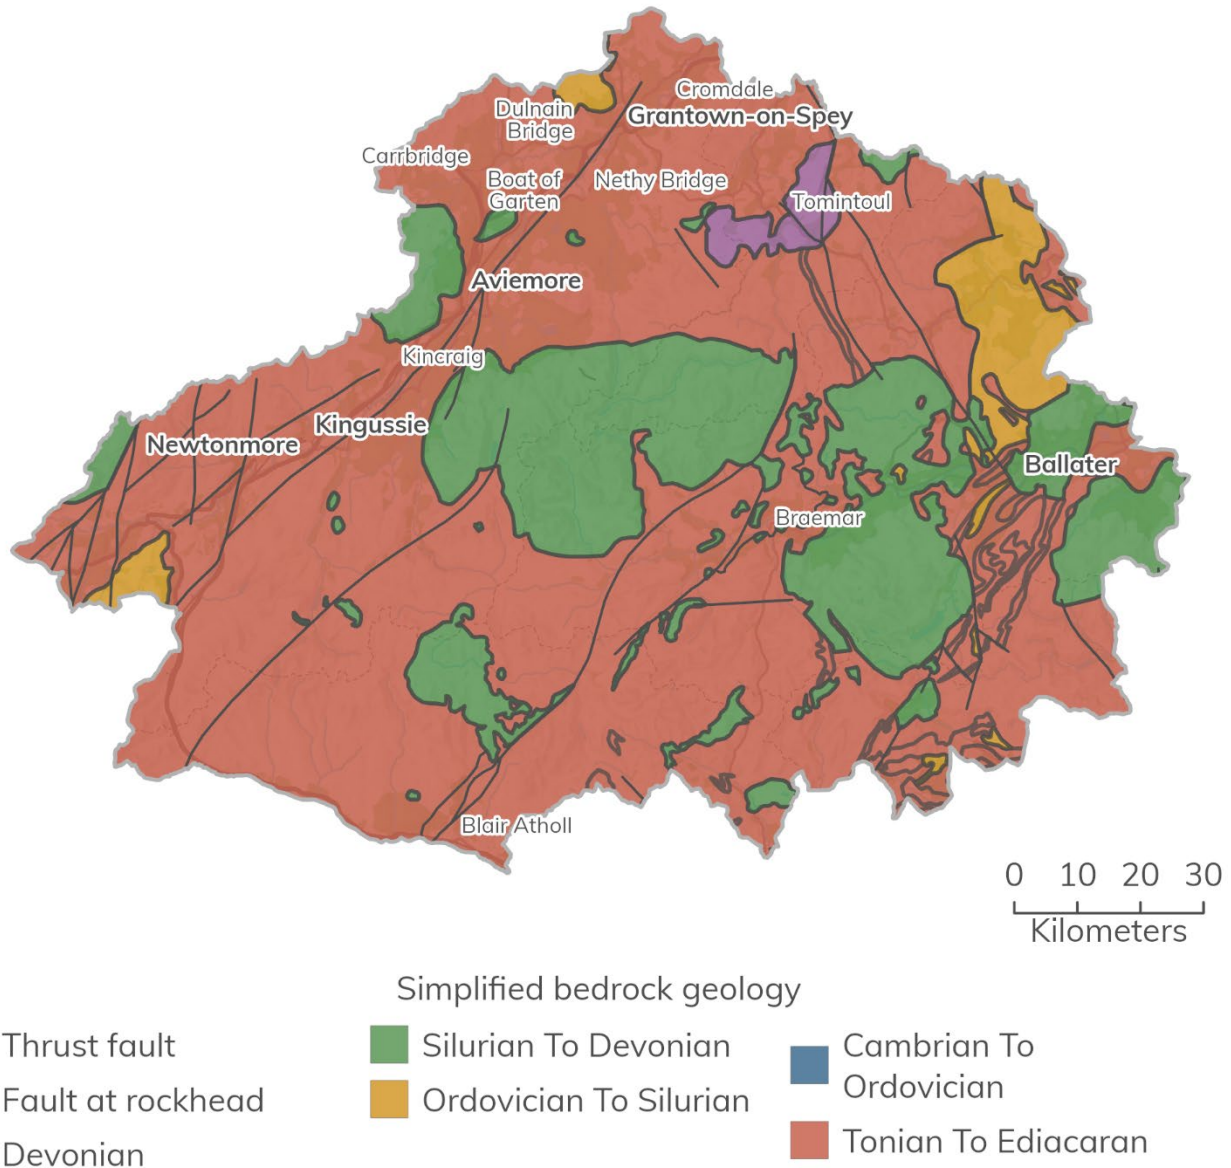 Cromdale
Grantown-on-Spey
Dulnain
Bridge
Carrbridge
Boat of
Garten
Nethy Bridge
Tomintoul
Aviemore
Kincraig
Kingussie
Newtonmore
Ballater
Braemar
Blair Atholl
0 10 20 30
Kilometers
Simplified bedrock geology
Thrust fault
Fault at rockhead
Devonian
Silurian To Devonian
Ordovician To Silurian
Cambrian To
Ordovician
Tonian To Ediacaran